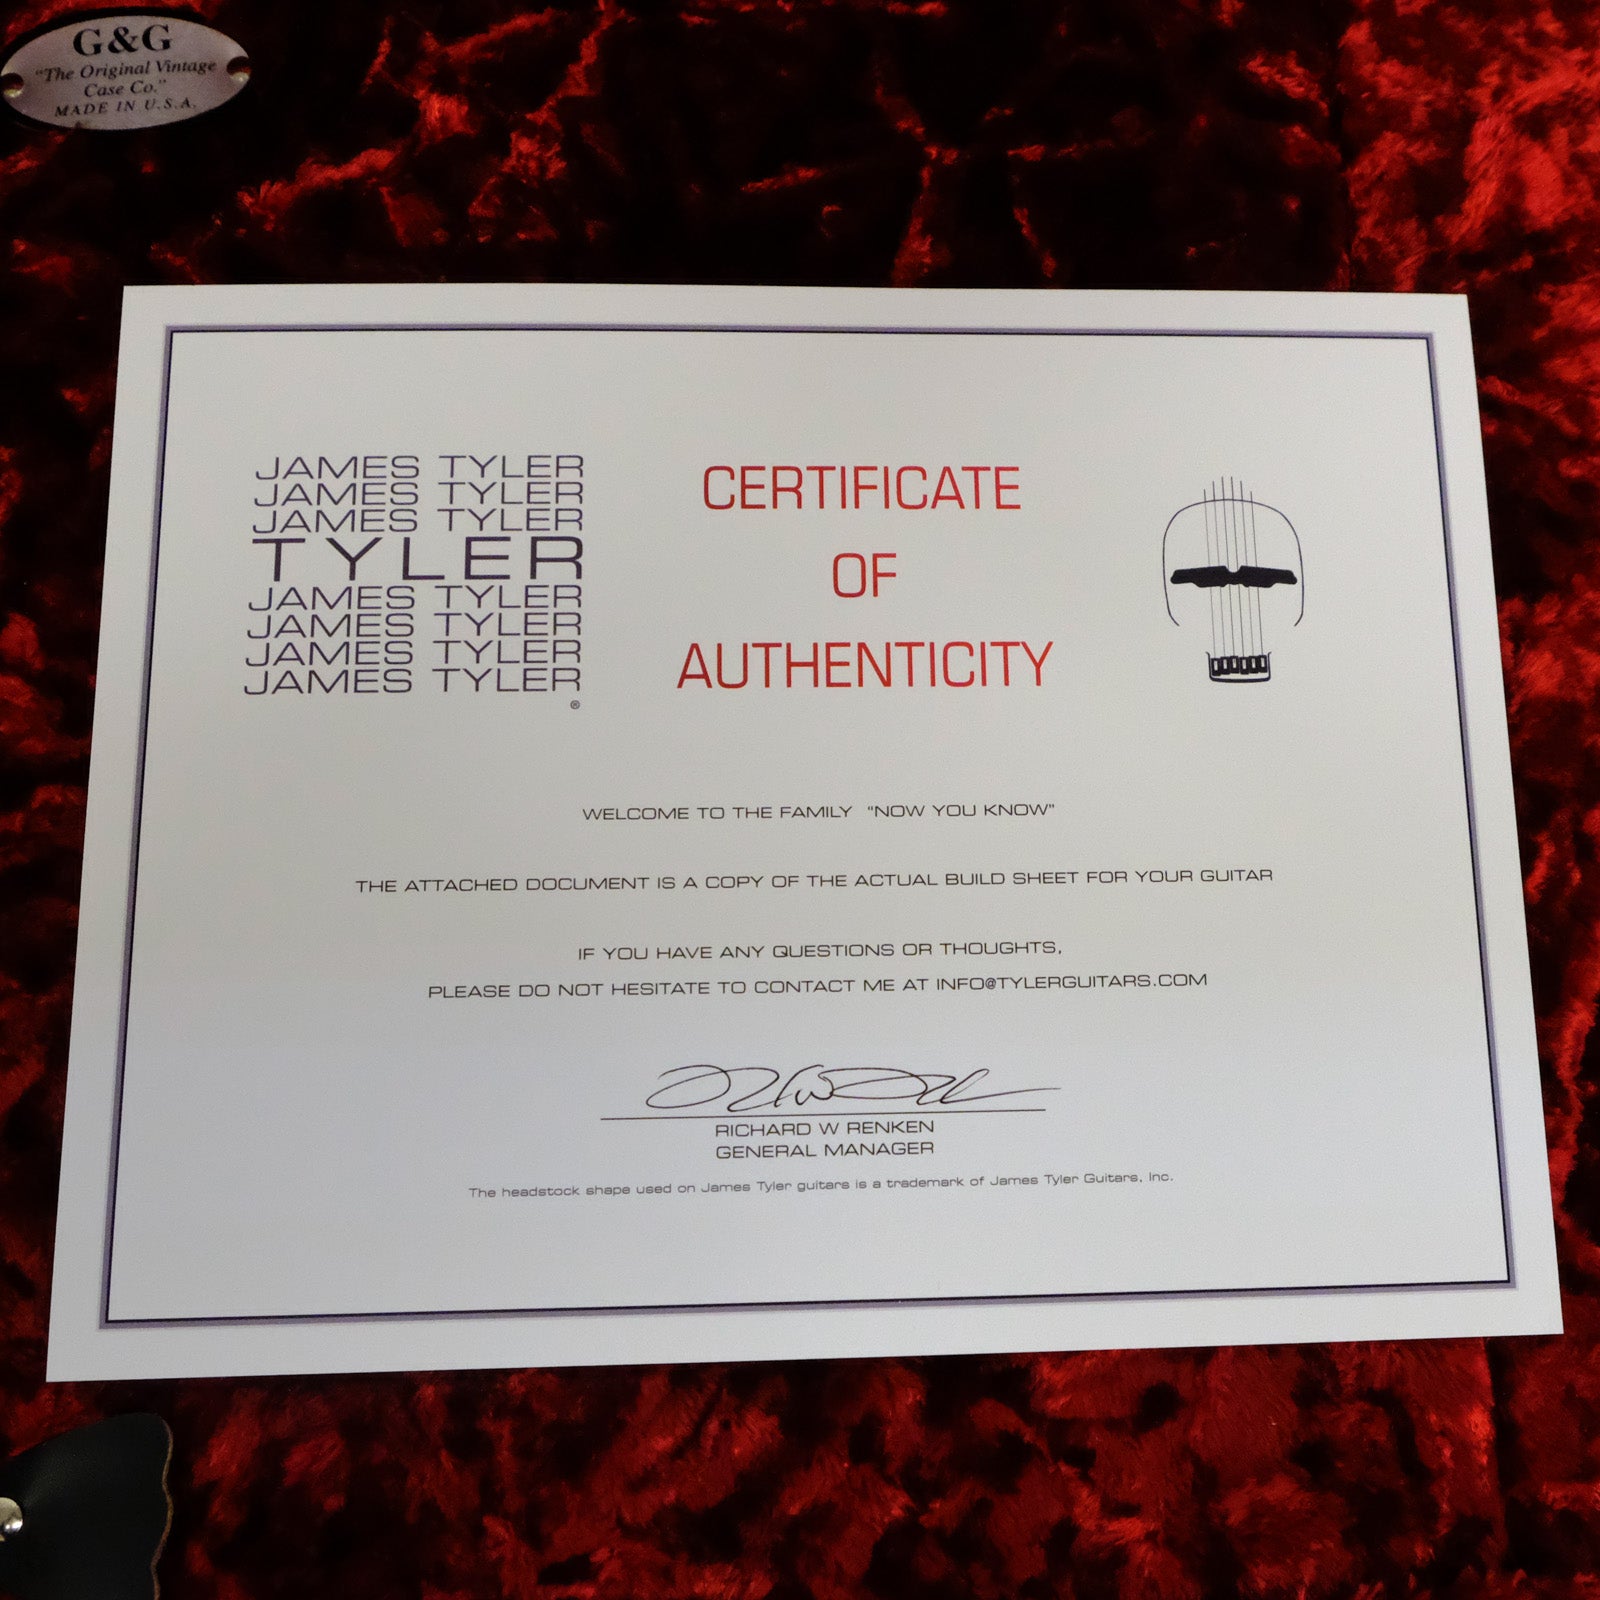 G&G
"The Original Vintage
Case Co."
MADE IN U.S.A.
JAMES TYLER
JAMES TYLER
JAMES TYLER
TYLER
JAMES TYLER
JAMES TYLER
JAMES TYLER
JAMES TYLER
®
CERTIFICATE
OF
AUTHENTICITY
WELCOME TO THE FAMILY "NOW YOU KNOW"
THE ATTACHED DOCUMENT IS A COPY OF THE ACTUAL BUILD SHEET FOR YOUR GUITAR
IF YOU HAVE ANY QUESTIONS OR THOUGHTS,
PLEASE DO NOT HESITATE TO CONTACT ME AT INFO@TYLERGUITARS.COM
RICHARD W RENKEN
GENERAL MANAGER
The headstock shape used on James Tyler guitars is a trademark of James Tyler Guitars, Inc.